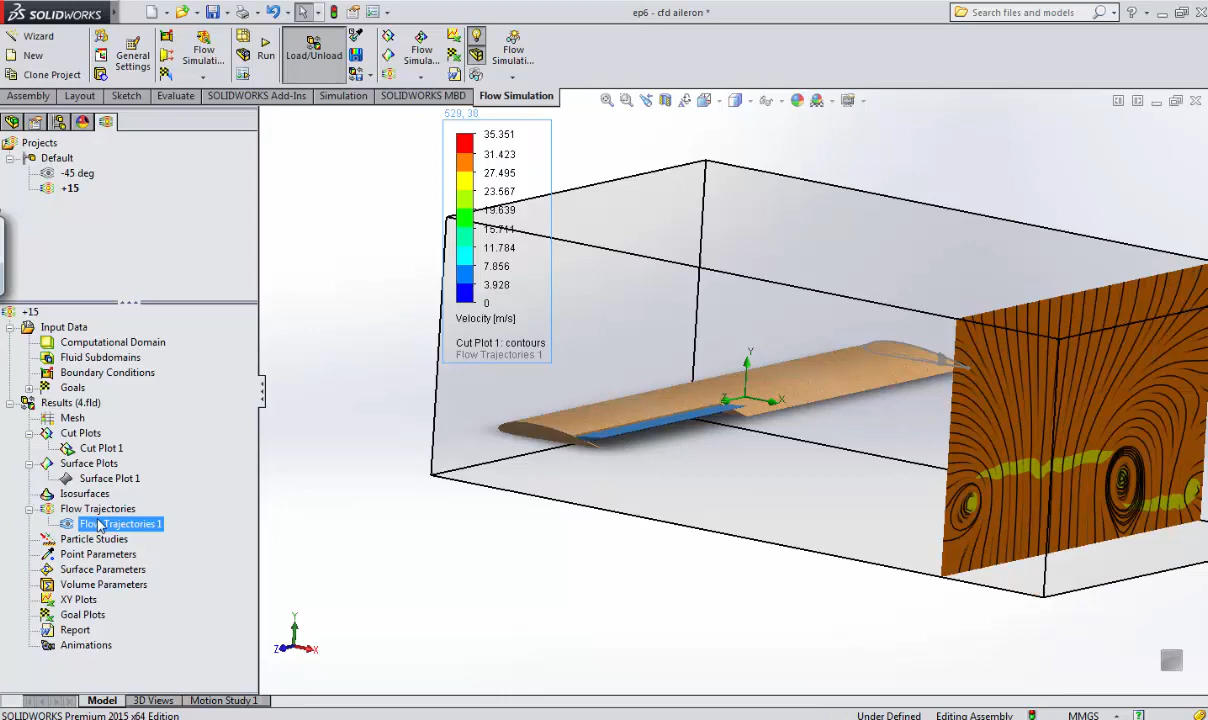 SOLIDWORKS
ep6 - cfd aileron *
Search files and models
Wizard
New
Clone Project
General
Settings
Flow
Simulati...
Run
Load/Unload
Flow
Simula...
Flow
Simulati...
Assembly
Layout
Sketch
Evaluate
SOLIDWORKS Add-Ins
Simulation
SOLIDWORKS MBD
Flow Simulation
Projects
Default
-45 deg
+15
529, 38
35.351
31.423
27.495
23.567
19.639
15.711
11.784
7.856
3.928
0
Velocity [m/s]
Cut Plot 1: contours
Flow Trajectories 1
+15
Input Data
Computational Domain
Fluid Subdomains
Boundary Conditions
Goals
Results (4.fld)
Mesh
Cut Plots
Cut Plot 1
Surface Plots
Surface Plot 1
Isosurfaces
Flow Trajectories
Flow Trajectories 1
Particle Studies
Point Parameters
Surface Parameters
Volume Parameters
XY Plots
Goal Plots
Report
Animations
Y
Z
X
Y
Z
X
Model
3D Views
Motion Study 1
SOLIDWORKS Premium 2015 x64 Edition
Under Defined
Editing Assembly
MMGS